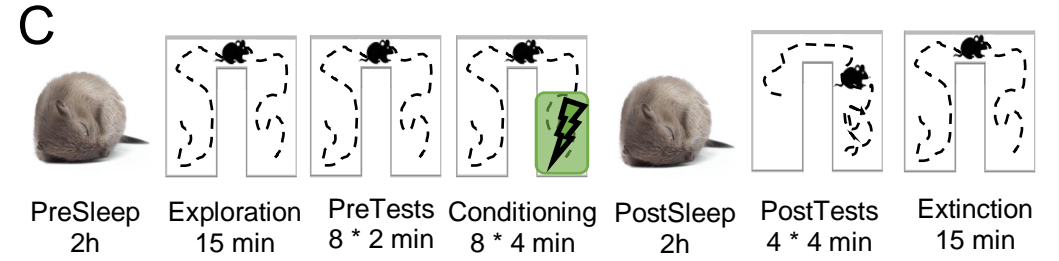 C
PreSleep
2h
Exploration
15 min
PreTests
8 * 2 min
Conditioning
8 * 4 min
PostSleep
2h
PostTests
4 * 4 min
Extinction
15 min